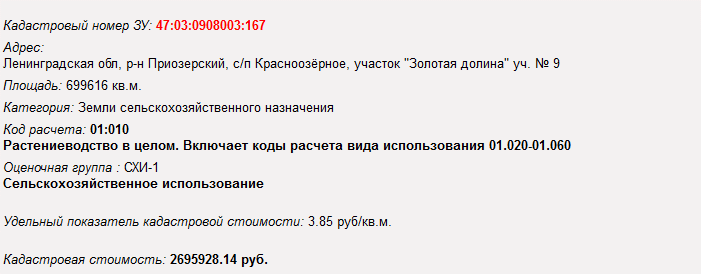 Кадастровый номер ЗУ: 47:03:0908003:167
Адрес:
Ленинградская обл, р-н Приозерский, с/п Красноозёрное, участок "Золотая долина" уч. № 9
Площадь: 699616 кв.м.
Категория: Земли сельскохозяйственного назначения
Код расчета: 01:010
Растениеводство в целом. Включает коды расчета вида использования 01.020-01.060
Оценочная группа : СХИ-1
Сельскохозяйственное использование
Удельный показатель кадастровой стоимости: 3.85 руб/кв.м.
Кадастровая стоимость: 2695928.14 руб.